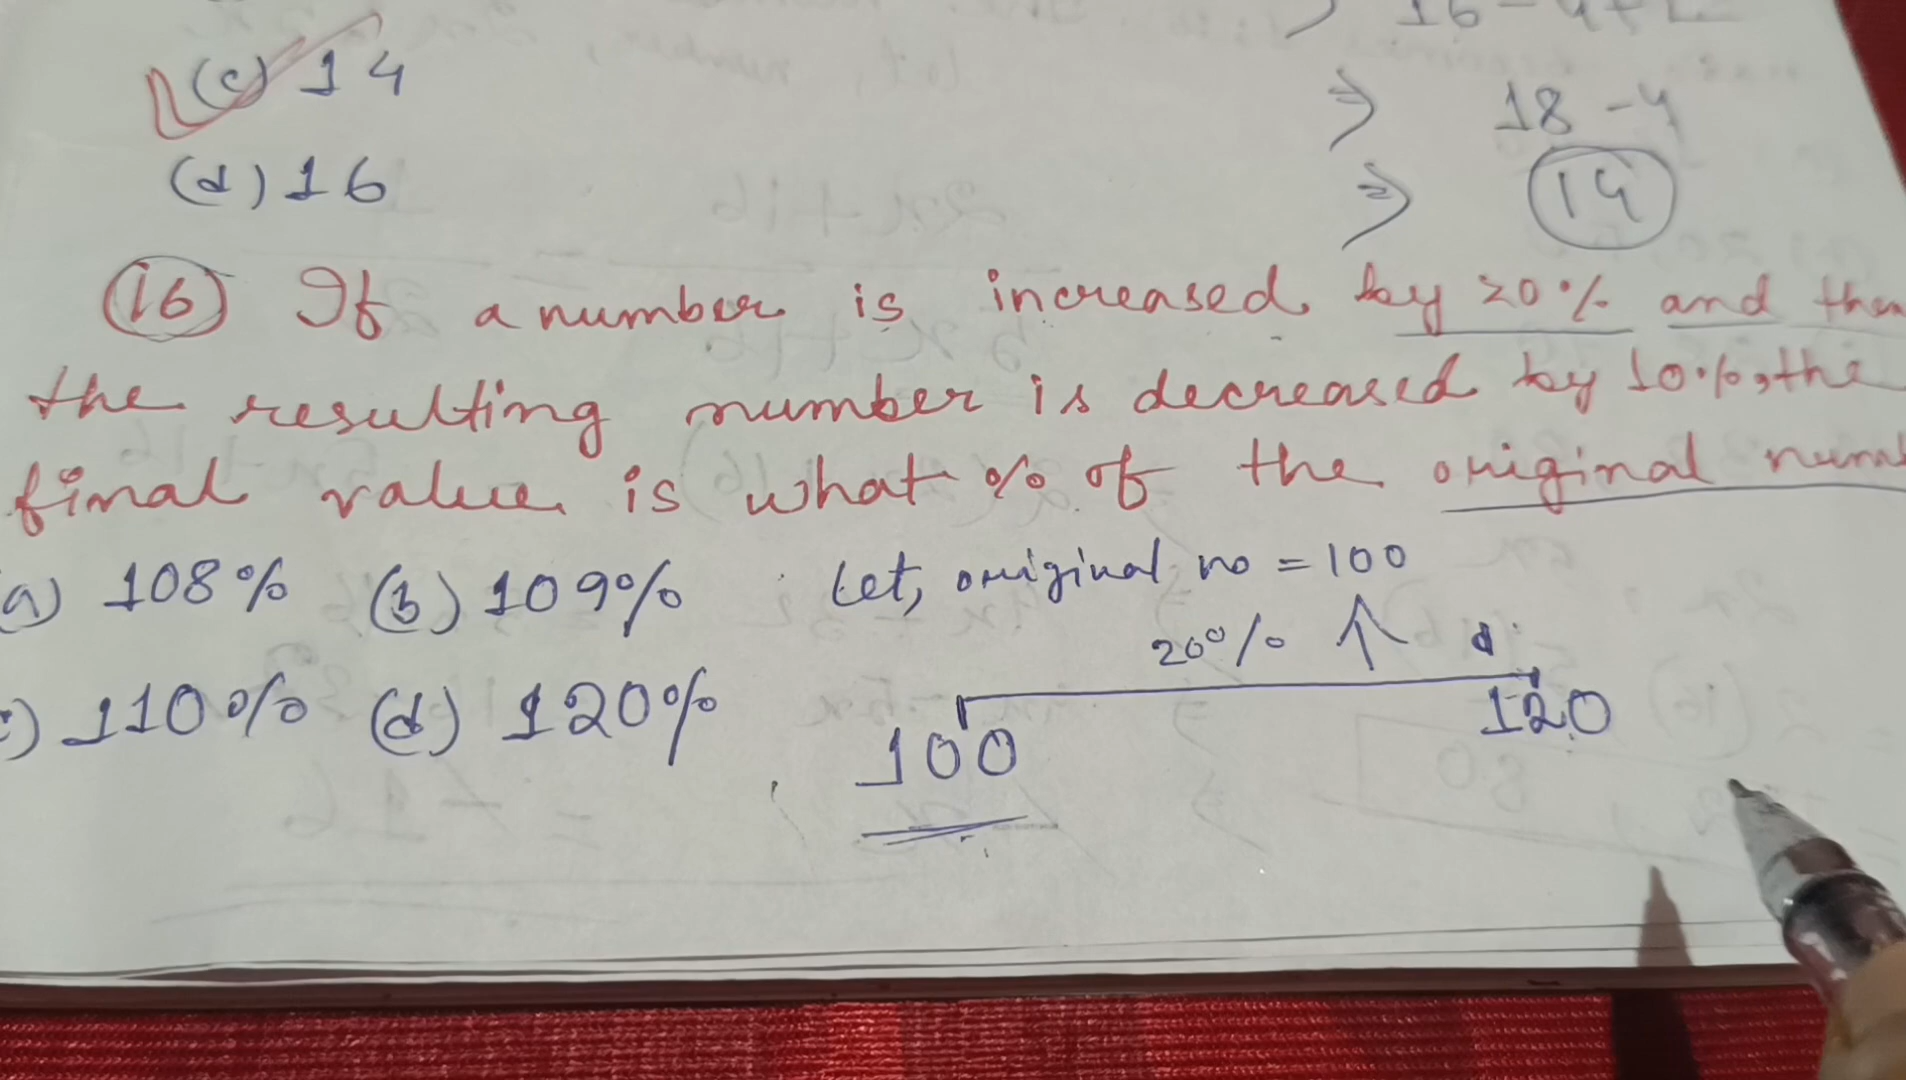 (c) 14
⇒ 18 - 4
(d) 16
⇒ 14
(16) If a number is increased by 20% and then
the resulting number is decreased by 10%, the
final value is what % of the original
a) 108% (b) 109%
Let, original no = 100
20% ↑
) 110% (d) 120%
100
120